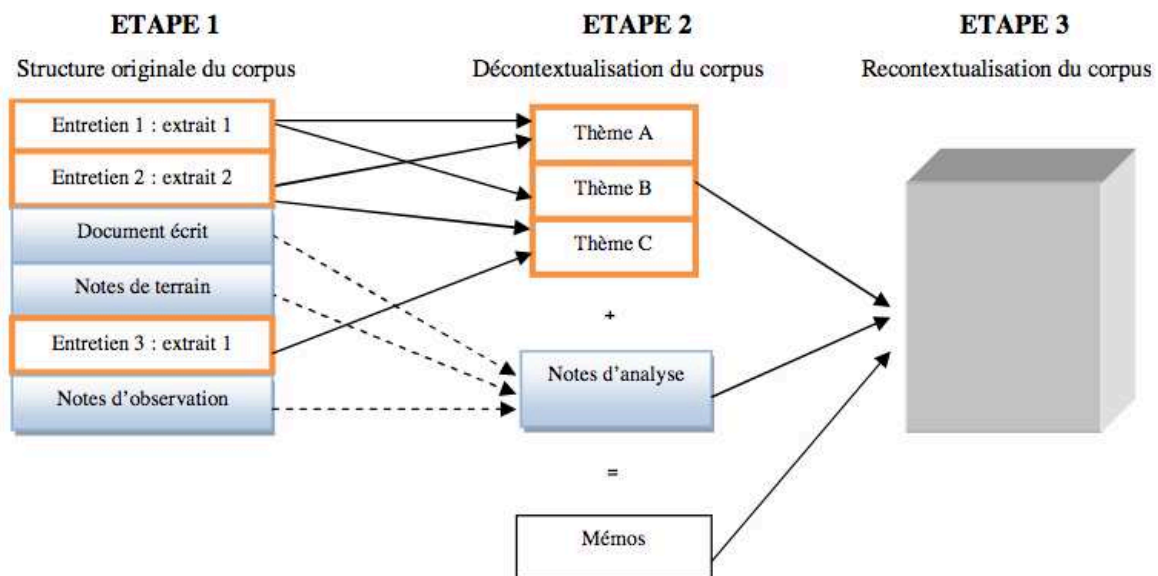 ETAPE 1
Structure originale du corpus
Entretien 1 : extrait 1
Entretien 2 : extrait 2
Document écrit
Notes de terrain
Entretien 3 : extrait 1
Notes d'observation
ETAPE 2
Décontextualisation du corpus
Thème A
Thème B
Thème C
+
Notes d'analyse
=
Mémos
ETAPE 3
Recontextualisation du corpus